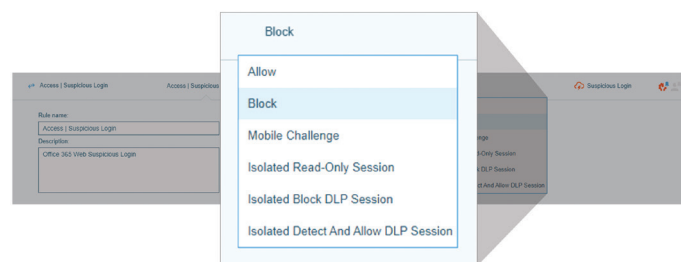 Block
Allow
Block
Mobile Challenge
Isolated Read-Only Session
Isolated Block DLP Session
Isolated Detect And Allow DLP Session
Access | Suspicious Login
Access | Suspicious
Suspicious Login
Rule name
Access | Suspicious Login
Description
Office 365 Web Suspicious Login
enge
d-Only Session
k DLP Session
ct And Allow DLP Session